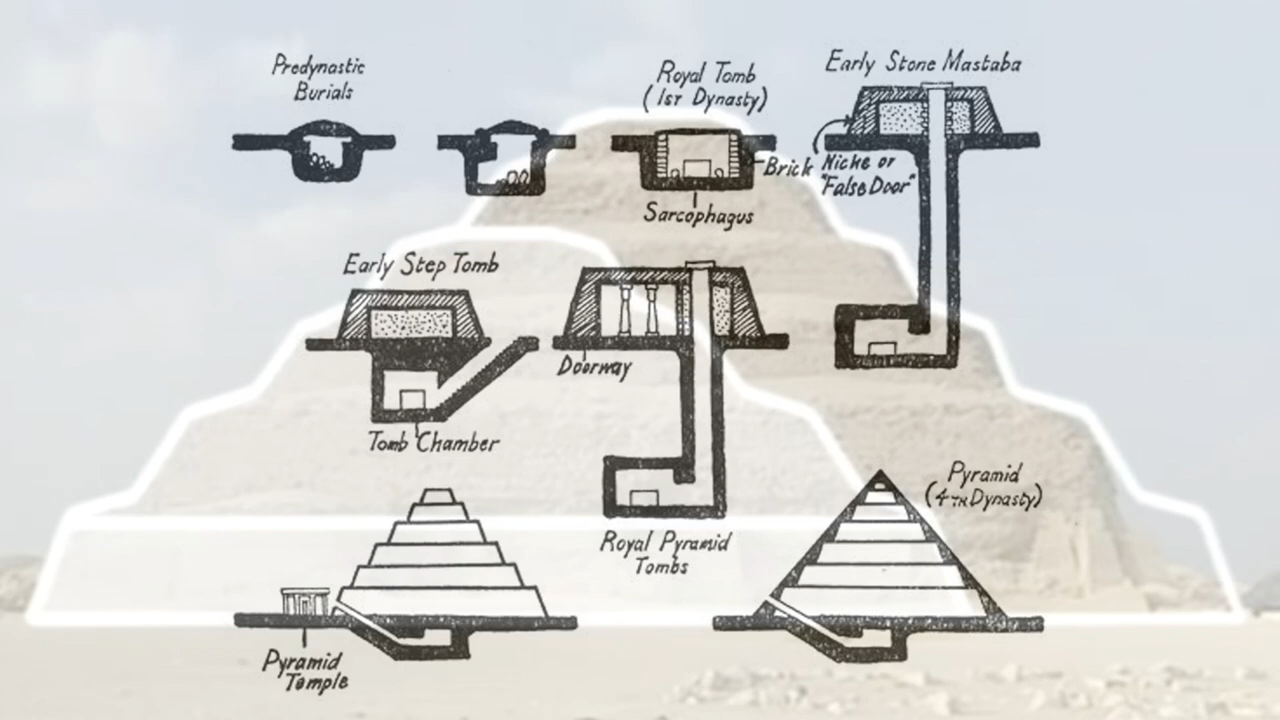 Predynastic
Burials
Royal Tomb
(1st Dynasty)
Early Stone Mastaba
Brick
Niche or
"False Door"
Sarcophagus
Early Step Tomb
Doorway
Tomb Chamber
Pyramid
(4TH Dynasty)
Royal Pyramid
Tombs
Pyramid
Temple